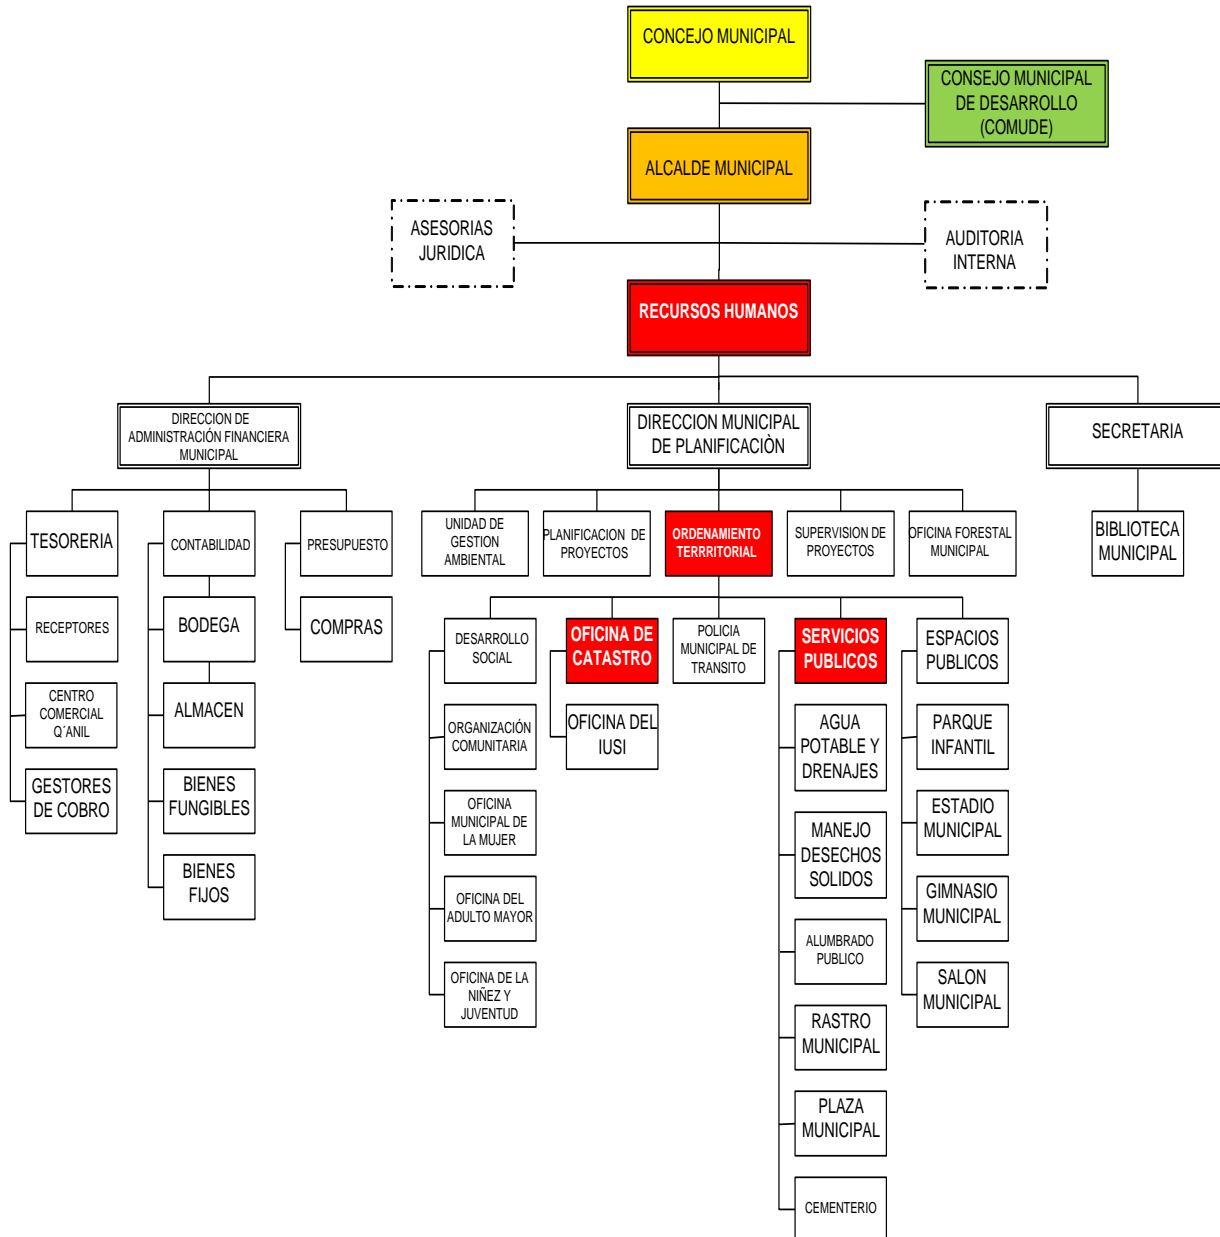 CONCEJO MUNICIPAL
CONSEJO MUNICIPAL
DE DESARROLLO
(COMUDE)
ALCALDE MUNICIPAL
ASESORIAS
JURIDICA
AUDITORIA
INTERNA
RECURSOS HUMANOS
DIRECCION DE
ADMINISTRACIÓN FINANCIERA
MUNICIPAL
DIRECCION MUNICIPAL
DE PLANIFICACIÒN
SECRETARIA
TESORERIA
CONTABILIDAD
PRESUPUESTO
UNIDAD DE
GESTION
AMBIENTAL
PLANIFICACION DE
PROYECTOS
ORDENAMIENTO
TERRRITORIAL
SUPERVISION DE
PROYECTOS
OFICINA FORESTAL
MUNICIPAL
BIBLIOTECA
MUNICIPAL
RECEPTORES
BODEGA
COMPRAS
DESARROLLO
SOCIAL
OFICINA DE
CATASTRO
POLICIA
MUNICIPAL DE
TRANSITO
SERVICIOS
PUBLICOS
ESPACIOS
PUBLICOS
CENTRO
COMERCIAL
Q´ANIL
ALMACEN
ORGANIZACIÓN
COMUNITARIA
OFICINA DEL
IUSI
AGUA
POTABLE Y
DRENAJES
PARQUE
INFANTIL
GESTORES
DE COBRO
BIENES
FUNGIBLES
OFICINA
MUNICIPAL DE
LA MUJER
MANEJO
DESECHOS
SOLIDOS
ESTADIO
MUNICIPAL
BIENES
FIJOS
OFICINA DEL
ADULTO MAYOR
ALUMBRADO
PUBLICO
GIMNASIO
MUNICIPAL
OFICINA DE LA
NIÑEZ Y
JUVENTUD
RASTRO
MUNICIPAL
SALON
MUNICIPAL
PLAZA
MUNICIPAL
CEMENTERIO